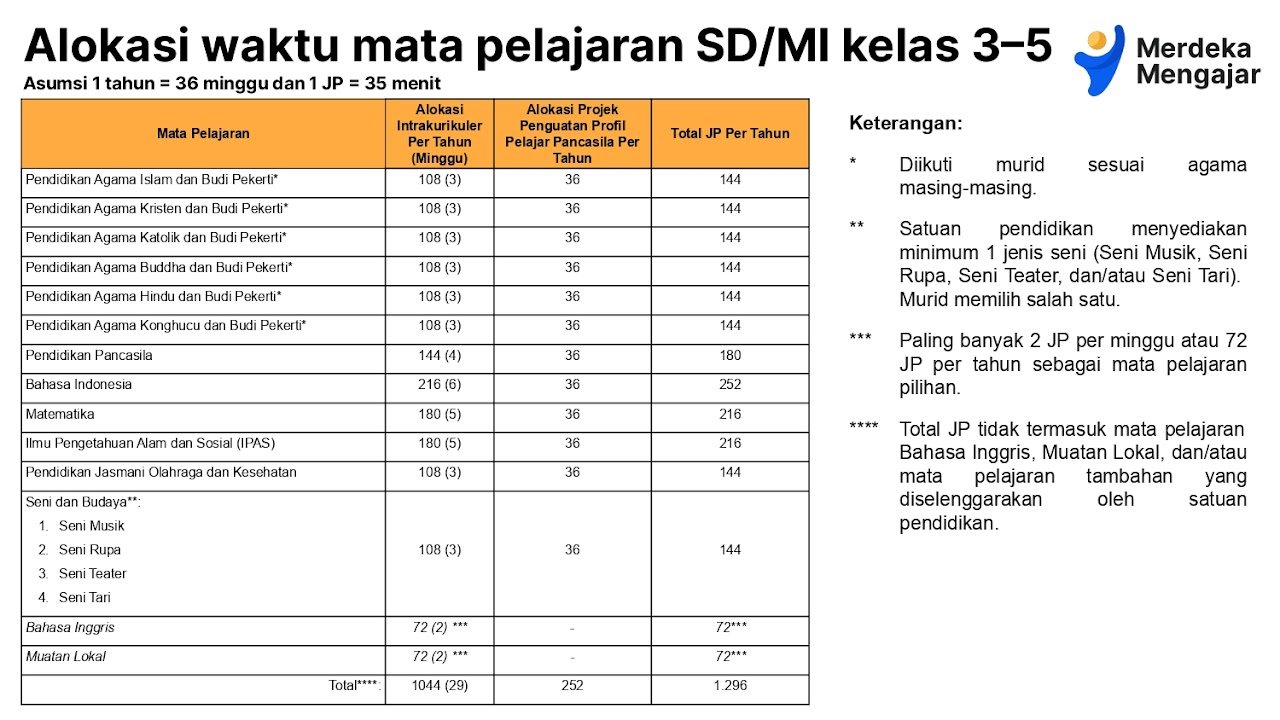 Alokasi waktu mata pelajaran SD/MI kelas 3–5
Merdeka
Mengajar
Asumsi 1 tahun = 36 minggu dan 1 JP = 35 menit
Mata Pelajaran
Alokasi
Intrakurikuler
Per Tahun
(Minggu)
Alokasi Projek
Penguatan Profil
Pelajar Pancasila Per
Tahun
Total JP Per Tahun
Pendidikan Agama Islam dan Budi Pekerti* 108 (3) 36 144
Pendidikan Agama Kristen dan Budi Pekerti* 108 (3) 36 144
Pendidikan Agama Katolik dan Budi Pekerti* 108 (3) 36 144
Pendidikan Agama Buddha dan Budi Pekerti* 108 (3) 36 144
Pendidikan Agama Hindu dan Budi Pekerti* 108 (3) 36 144
Pendidikan Agama Konghucu dan Budi Pekerti* 108 (3) 36 144
Pendidikan Pancasila 144 (4) 36 180
Bahasa Indonesia 216 (6) 36 252
Matematika 180 (5) 36 216
Ilmu Pengetahuan Alam dan Sosial (IPAS) 180 (5) 36 216
Pendidikan Jasmani Olahraga dan Kesehatan 108 (3) 36 144
Seni dan Budaya**:
1. Seni Musik
2. Seni Rupa 108 (3) 36 144
3. Seni Teater
4. Seni Tari
Bahasa Inggris 72 (2) *** - 72***
Muatan Lokal 72 (2) *** - 72***
Total****: 1044 (29) 252 1.296
Keterangan:
* Diikuti murid sesuai agama
masing-masing.
** Satuan pendidikan menyediakan
minimum 1 jenis seni (Seni Musik, Seni
Rupa, Seni Teater, dan/atau Seni Tari).
Murid memilih salah satu.
*** Paling banyak 2 JP per minggu atau 72
JP per tahun sebagai mata pelajaran
pilihan.
**** Total JP tidak termasuk mata pelajaran
Bahasa Inggris, Muatan Lokal, dan/atau
mata pelajaran tambahan yang
diselenggarakan oleh satuan
pendidikan.